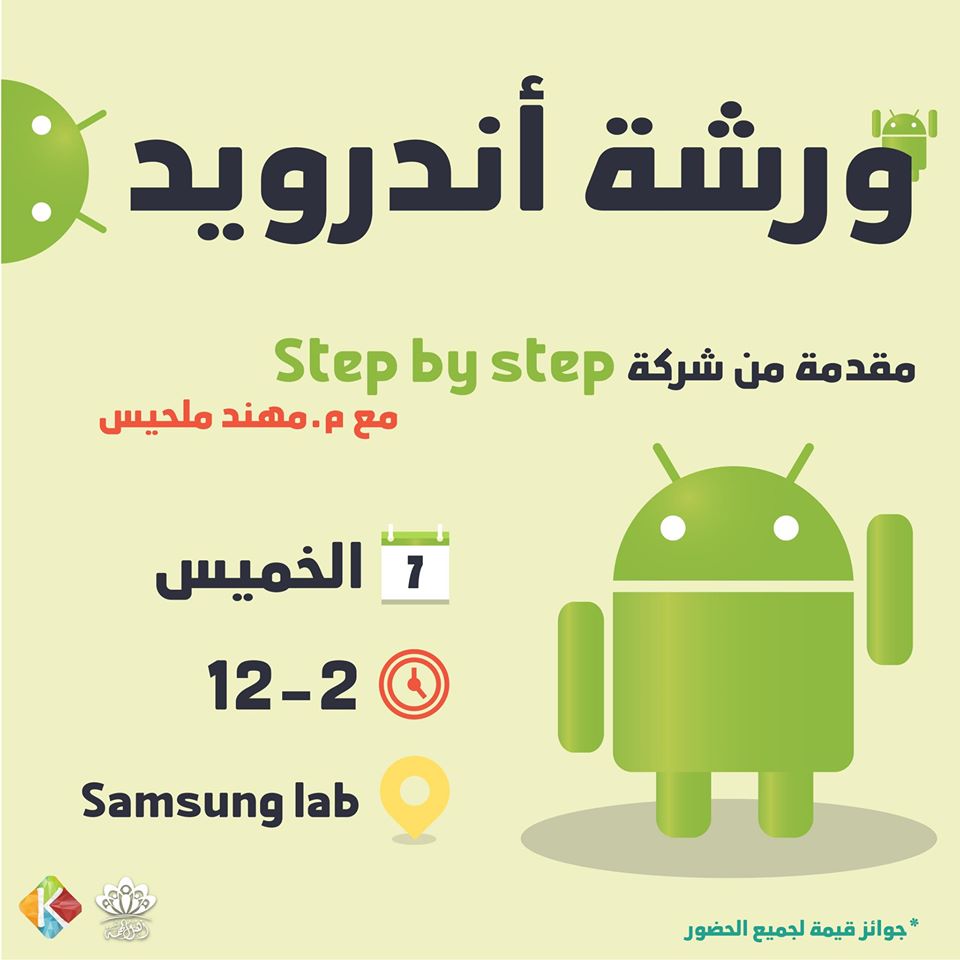 ورشة أندرويد
مقدمة من شركة Step by step
مع م.مهند ملحيس
7 الخميس
12-2
Samsung lab
*جوائز قيمة لجميع الحضور
K